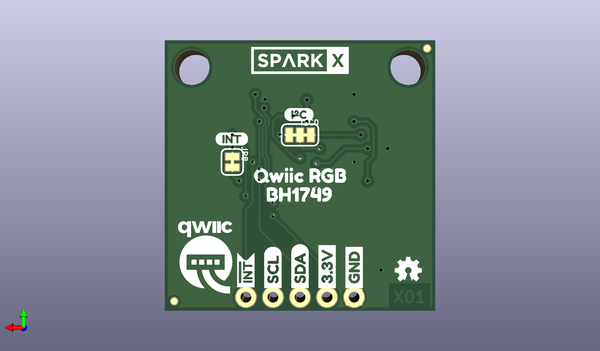 SPARK X
I²C
INT
Qwiic RGB
BH1749
qwiic
INT
SCL
SDA
3.3V
GND
X01